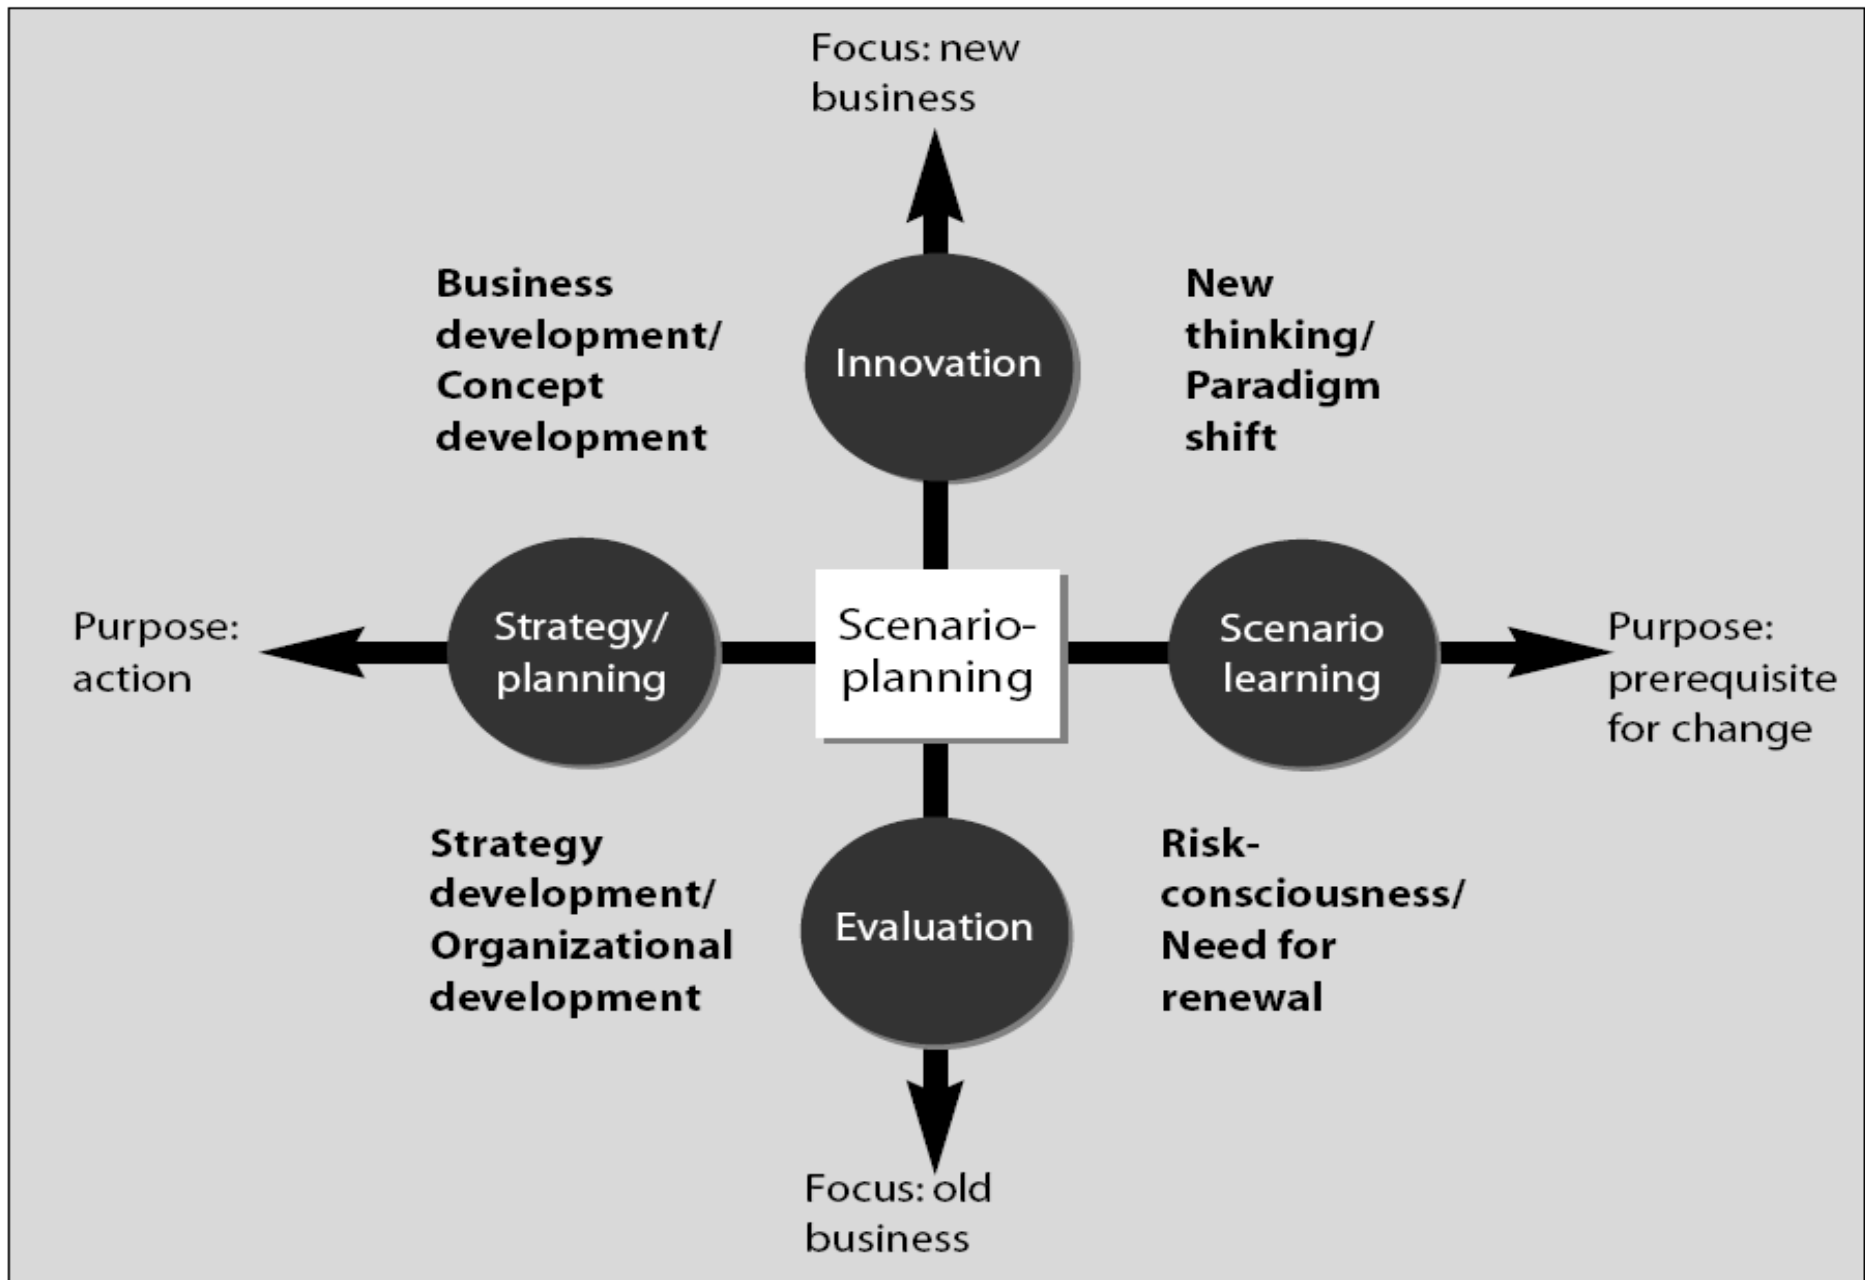 Focus: new
business
Business
development/
Concept
development
Innovation
New
thinking/
Paradigm
shift
Purpose:
action
Strategy/
planning
Scenario-
planning
Scenario
learning
Purpose:
prerequisite
for change
Strategy
development/
Organizational
development
Evaluation
Risk-
consciousness/
Need for
renewal
Focus: old
business